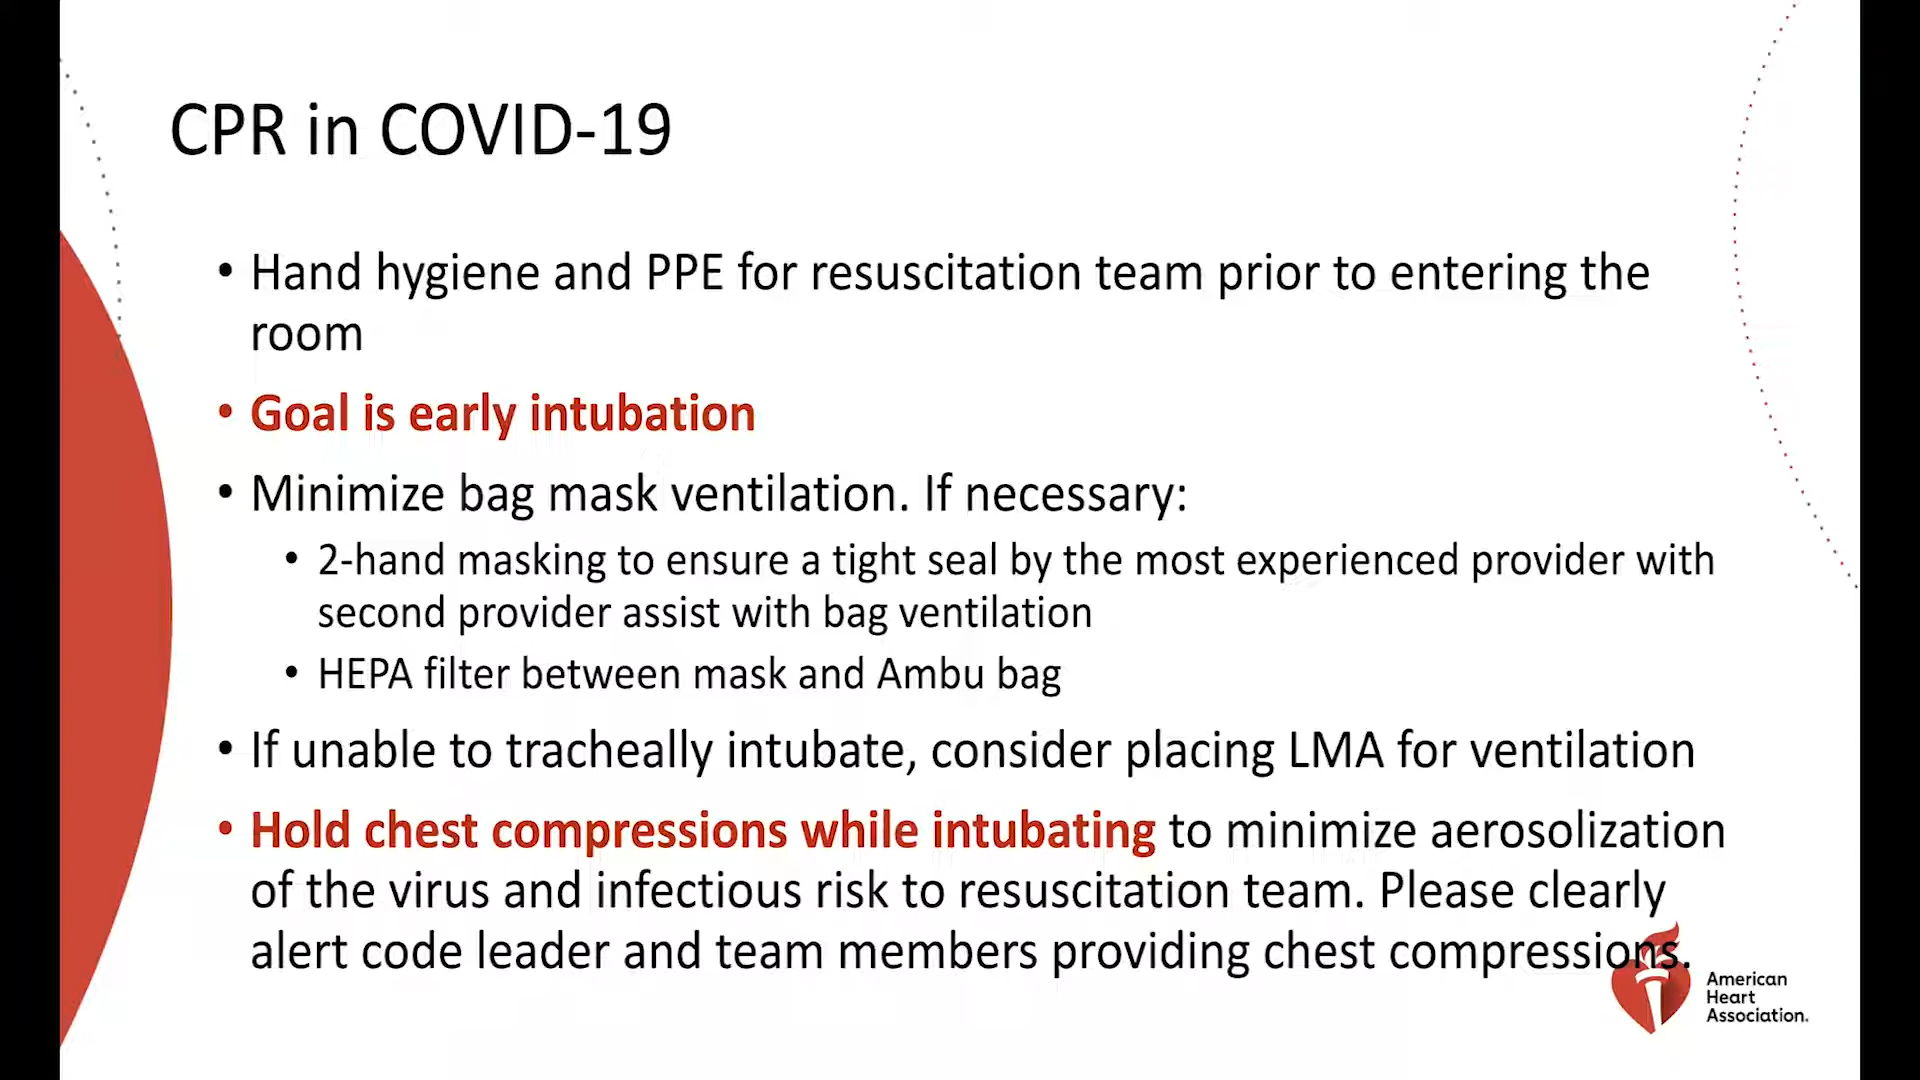 CPR in COVID-19
• Hand hygiene and PPE for resuscitation team prior to entering the
room
• Goal is early intubation
• Minimize bag mask ventilation. If necessary:
• 2-hand masking to ensure a tight seal by the most experienced provider with
second provider assist with bag ventilation
• HEPA filter between mask and Ambu bag
• If unable to tracheally intubate, consider placing LMA for ventilation
• Hold chest compressions while intubating to minimize aerosolization
of the virus and infectious risk to resuscitation team. Please clearly
alert code leader and team members providing chest compressions.
American
Heart
Association.